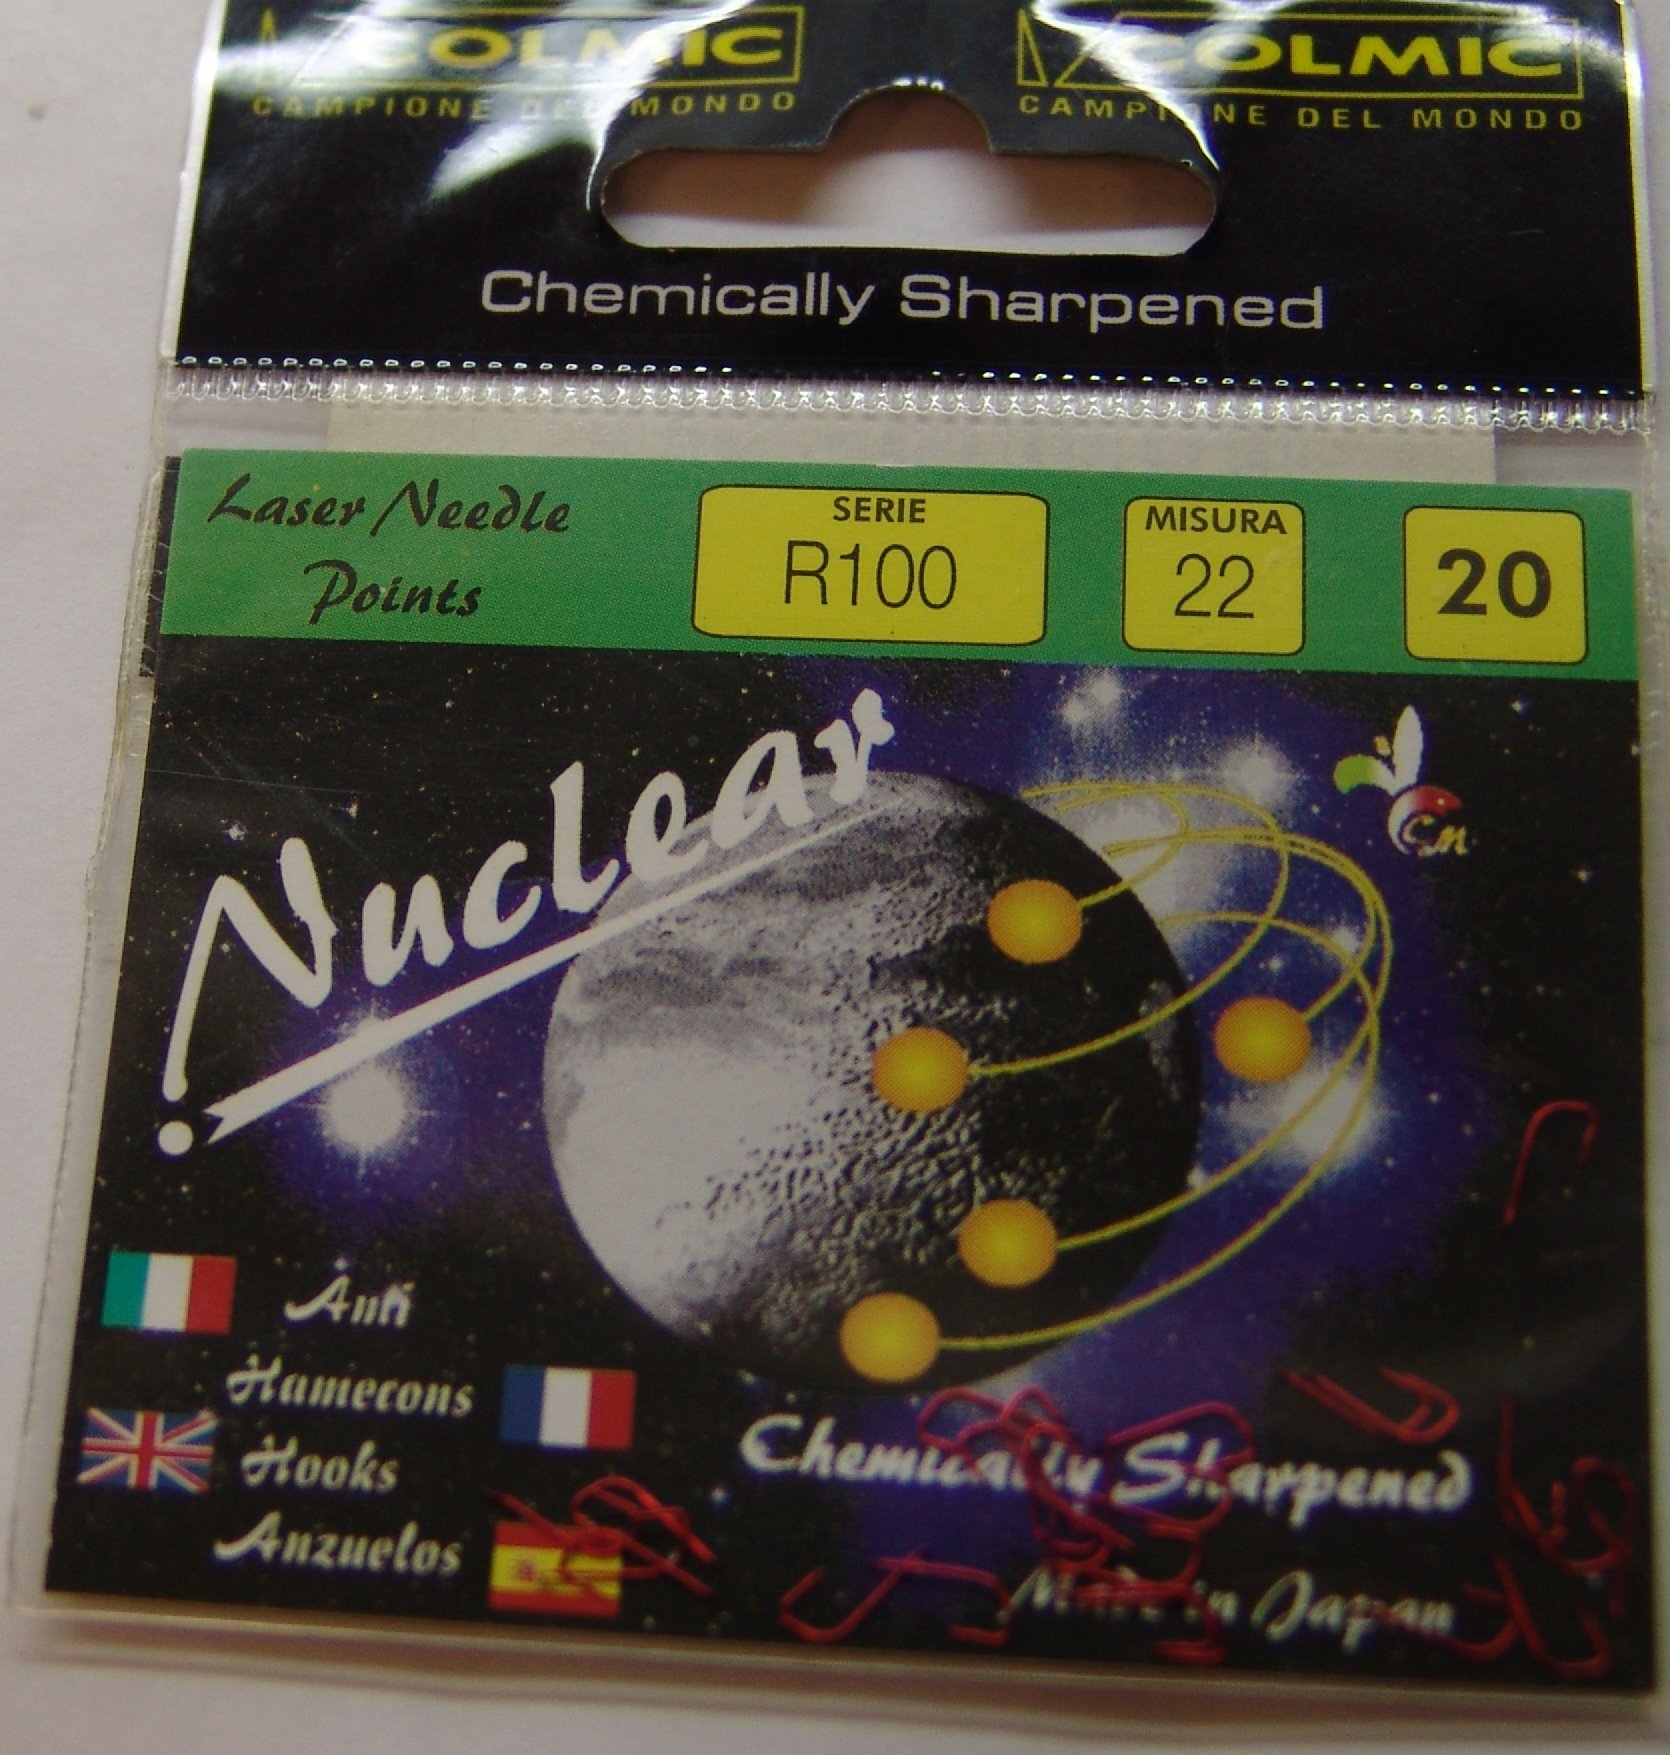 COLMIC COLMIC
CAMPIONE DEL MONDO CAMPIONE DEL MONDO
Chemically Sharpened
Laser Needle
Points
SERIE
R100
MISURA
22
20
Nuclear
Ami
Hamecons
Hooks
Anzuelos
Chemically Sharpened
Made in Japan